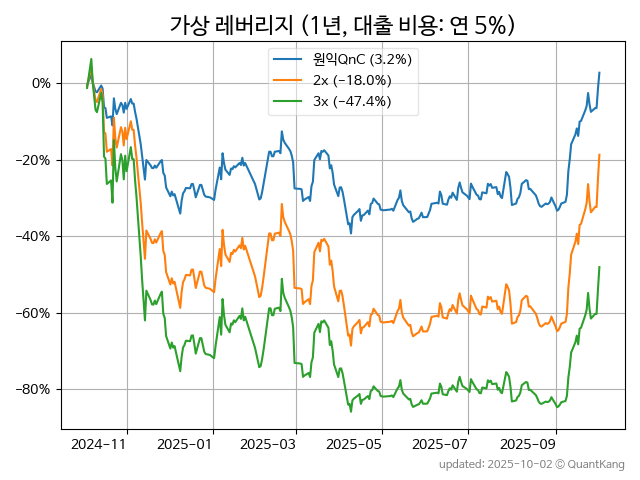 가상 레버리지 (1년, 대출 비용: 연 5%)
원익QnC (3.2%)
2x (−18.0%)
3x (−47.4%)
0%
−20%
−40%
−60%
−80%
2024-11 2025-01 2025-03 2025-05 2025-07 2025-09
updated: 2025-10-02 © QuantKang